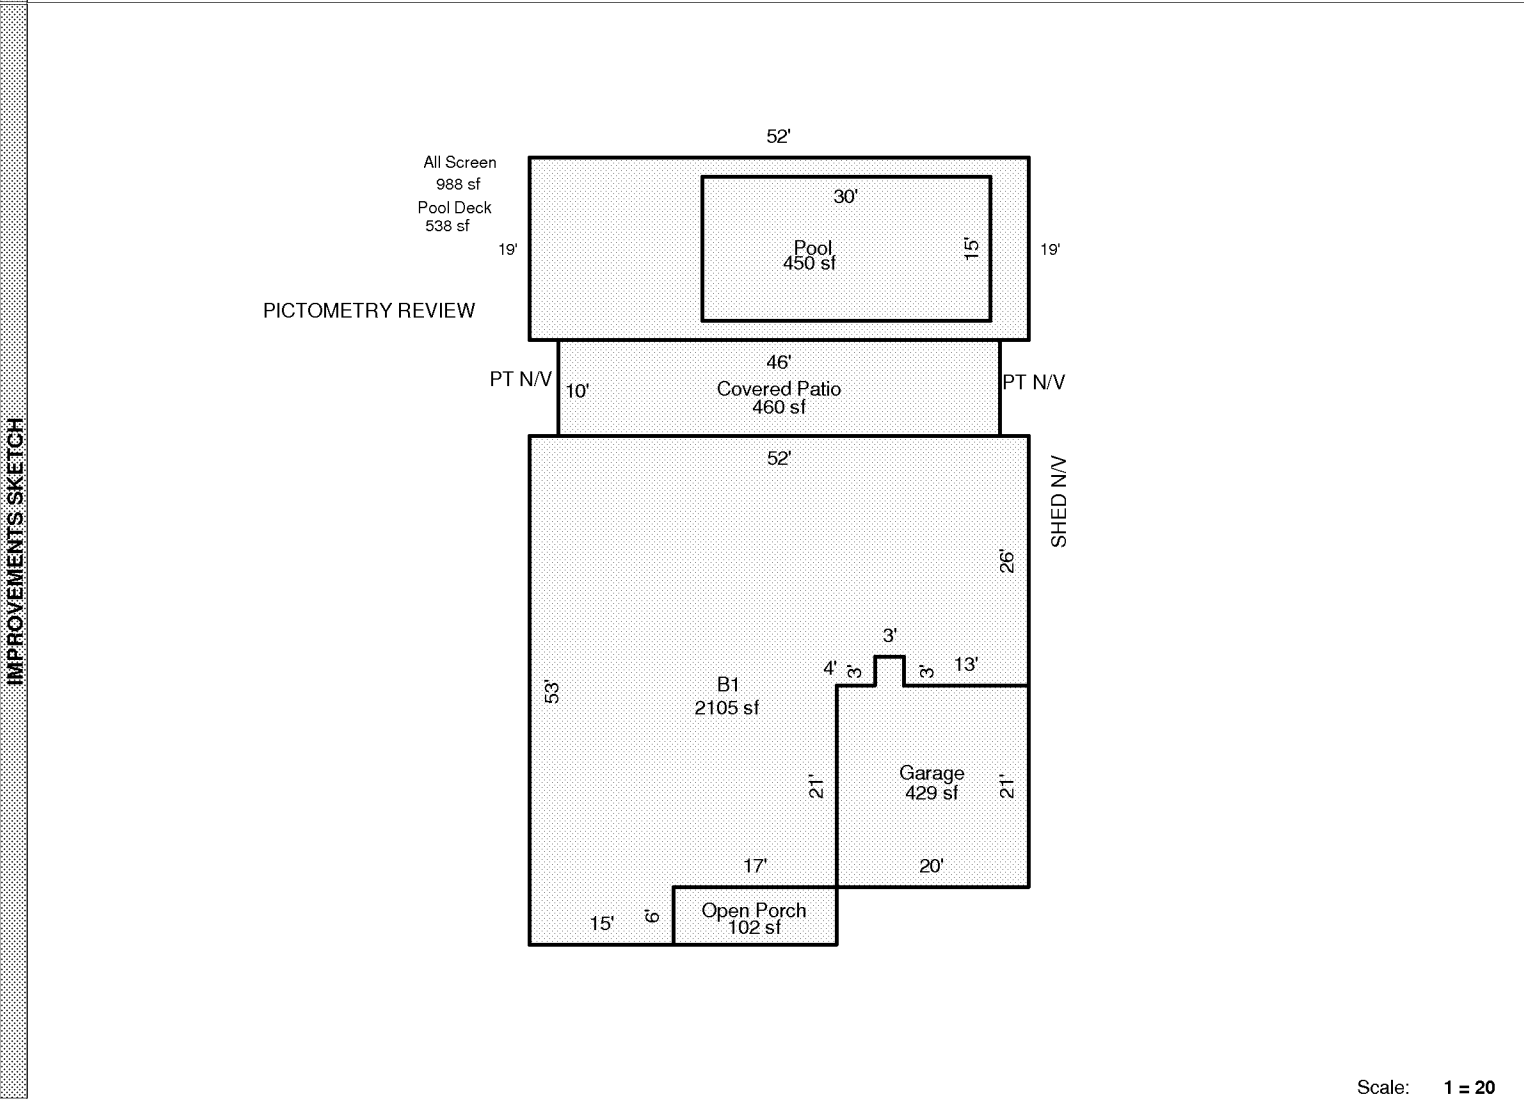 52'
All Screen
988 sf
Pool Deck
538 sf
19'
30'
Pool
450 sf
15'
19'
PICTOMETRY REVIEW
46'
PT N/V
10'
Covered Patio
460 sf
PT N/V
52'
IMPROVEMENTS SKETCH
SHED N/V
26'
3'
4'
3'
3'
13'
53'
B1
2105 sf
21'
Garage
429 sf
21'
17'
20'
15'
6'
Open Porch
102 sf
Scale: 1 = 20